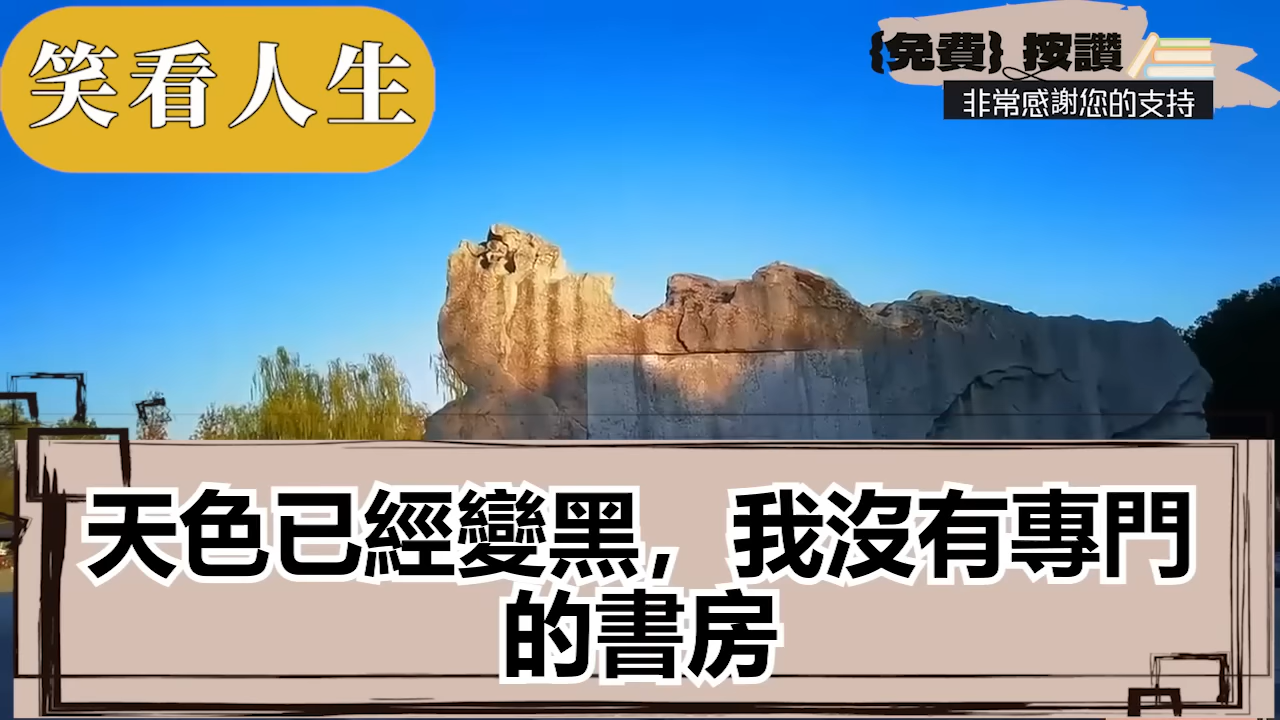 笑看人生
{免費} 按讚
非常感謝您的支持
天色已經變黑，我沒有專門
的書房